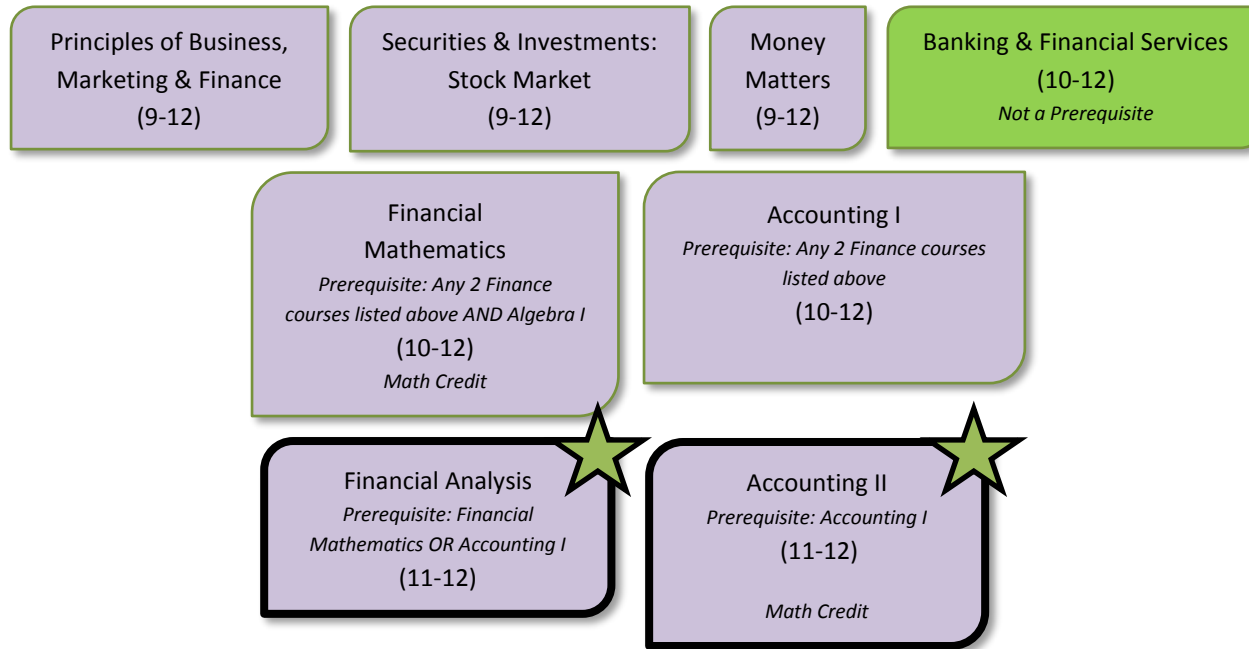 Principles of Business,
Marketing & Finance
(9-12)
Securities & Investments:
Stock Market
(9-12)
Money
Matters
(9-12)
Banking & Financial Services
(10-12)
Not a Prerequisite
Financial
Mathematics
Prerequisite: Any 2 Finance
courses listed above AND Algebra I
(10-12)
Math Credit
Accounting I
Prerequisite: Any 2 Finance courses
listed above
(10-12)
Financial Analysis
Prerequisite: Financial
Mathematics OR Accounting I
(11-12)
Accounting II
Prerequisite: Accounting I
(11-12)
Math Credit